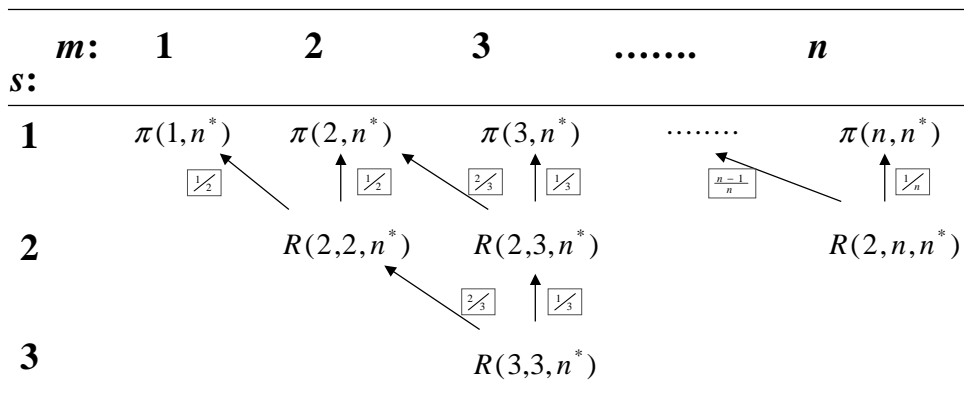 m: 1 2 3 ....... n
s:
1 π(1,n*) π(2,n*) π(3,n*) ········ π(n,n*)
1/2 1/2 2/3 1/3 n−1/n 1/n
2 R(2,2,n*) R(2,3,n*) R(2,n,n*)
2/3 1/3
3 R(3,3,n*)